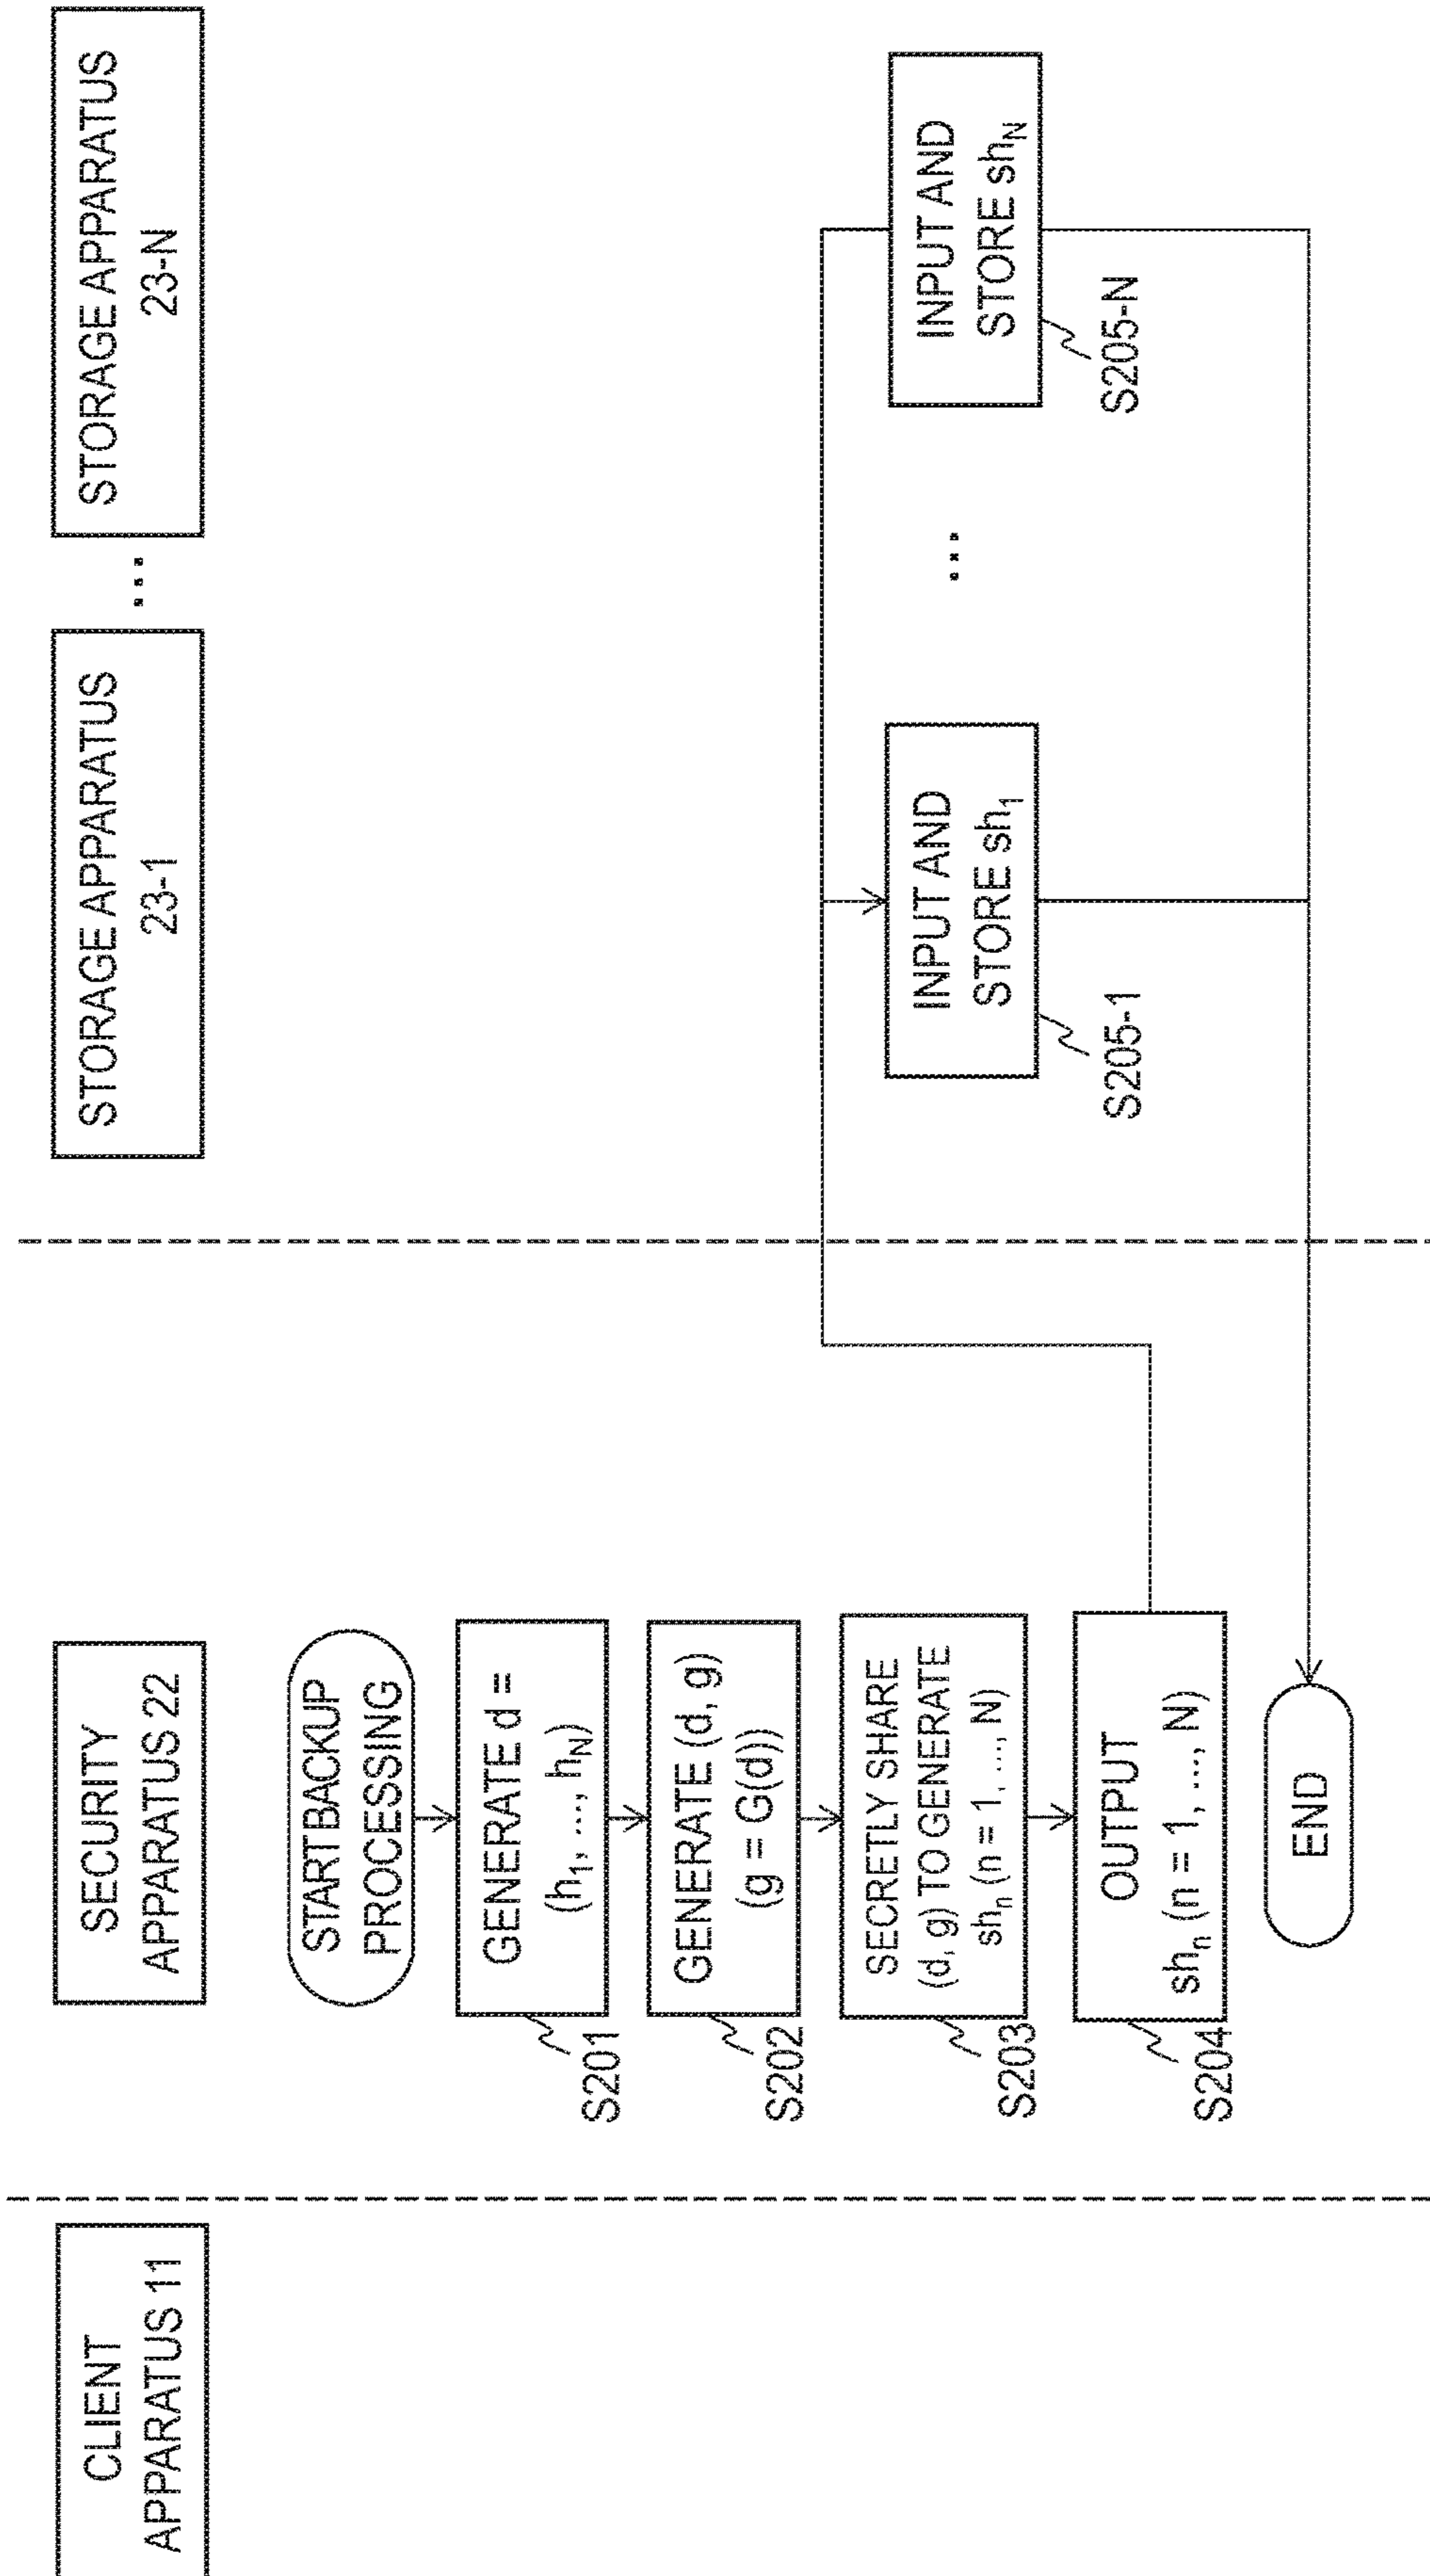 CLIENT
APPARATUS 11
SECURITY
APPARATUS 22
STORAGE APPARATUS
23-1
...
STORAGE APPARATUS
23-N
START BACKUP
PROCESSING
GENERATE d =
(h₁, ..., h_N)
S201
GENERATE (d, g)
(g = G(d))
S202
SECRETLY SHARE
(d, g) TO GENERATE
shₙ (n = 1, ..., N)
S203
OUTPUT
shₙ (n = 1, ..., N)
S204
INPUT AND
STORE sh₁
S205-1
...
INPUT AND
STORE sh_N
S205-N
END